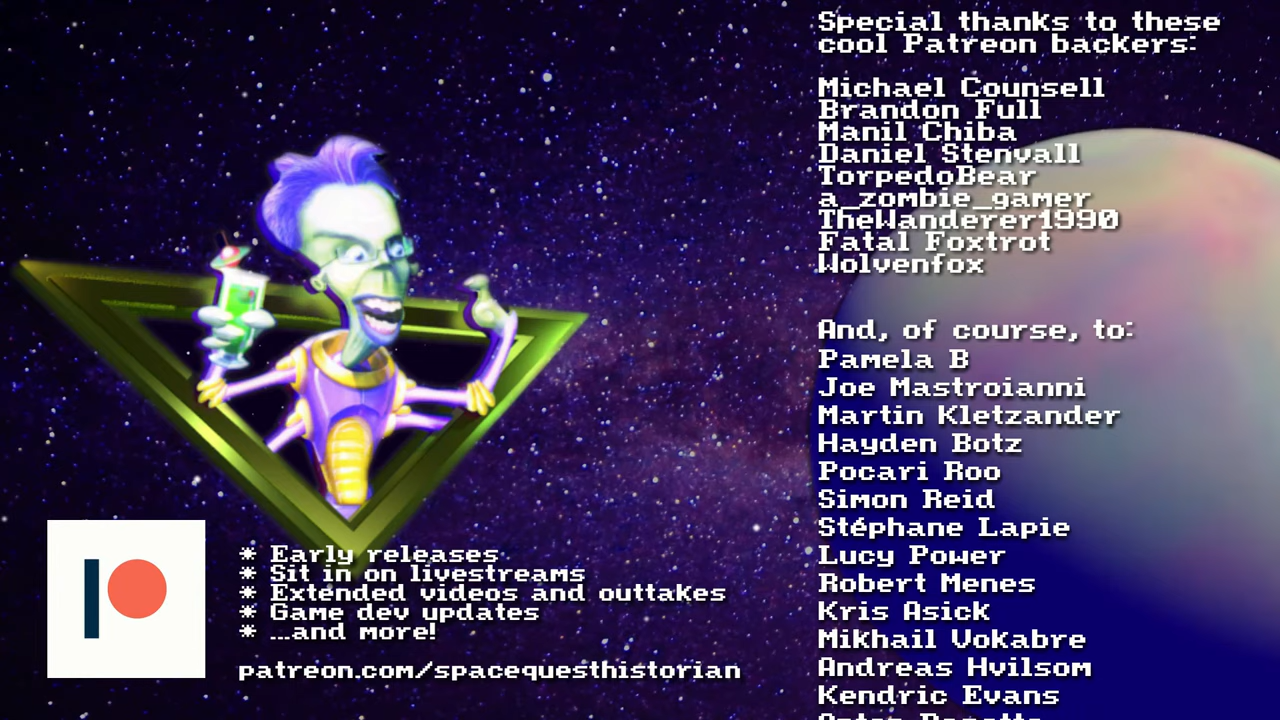 Special thanks to these
cool Patreon backers:
Michael Counsell
Brandon Full
Manil Chiba
Daniel Stenvall
TorpedoBear
a_zombie_gamer
TheWanderer1990
Fatal Foxtrot
Wolvenfox
And, of course, to:
Pamela B
Joe Mastroianni
Martin Kletzander
Hayden Botz
Pocari Roo
Simon Reid
Stéphane Lapie
Lucy Power
Robert Menes
Kris Asick
Mikhail Vokabre
Andreas Hvilsom
Kendric Evans
* Early releases
* Sit in on livestreams
* Extended videos and outtakes
* Game dev updates
* ...and more!
patreon.com/spacequesthistorian